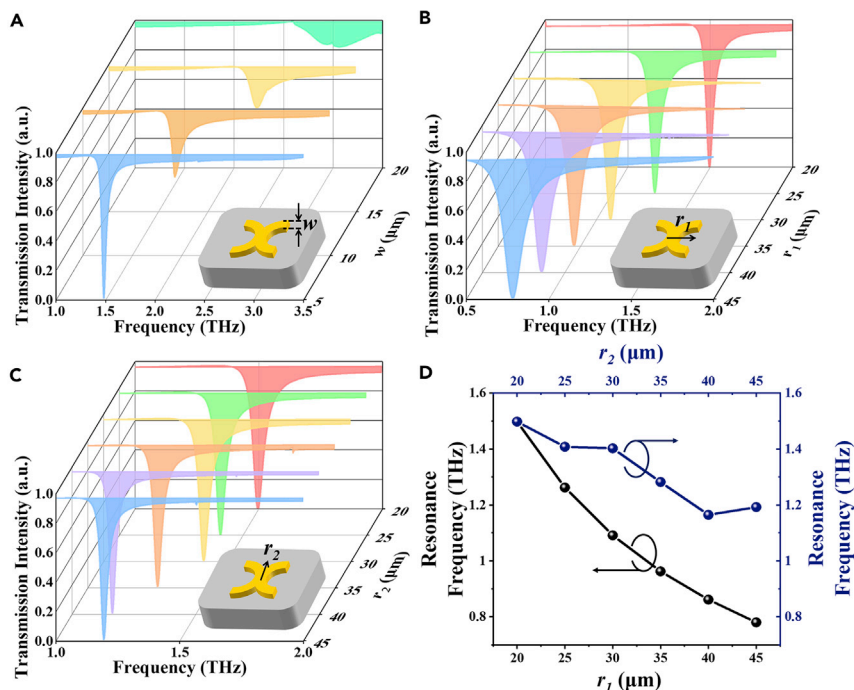 A
Transmission Intensity (a.u.)
1.0
0.8
0.6
0.4
0.2
0.0
1.0 1.5 2.0 2.5 3.0 3.5
Frequency (THz)
5
10
15
20
w (μm)
w
B
Transmission Intensity (a.u.)
1.0
0.8
0.6
0.4
0.2
0.0
0.5 1.0 1.5 2.0
Frequency (THz)
45
40
35
30
25
20
r1 (μm)
r1
C
Transmission Intensity (a.u.)
1.0
0.8
0.6
0.4
0.2
0.0
1.0 1.5 2.0
Frequency (THz)
45
40
35
30
25
20
r2 (μm)
r2
D
r2 (μm)
20 25 30 35 40 45
1.6
1.4
1.2
1
0.8
Resonance
Frequency (THz)
1.6
1.4
1.2
1
0.8
Resonance
Frequency (THz)
20 25 30 35 40 45
r1 (μm)